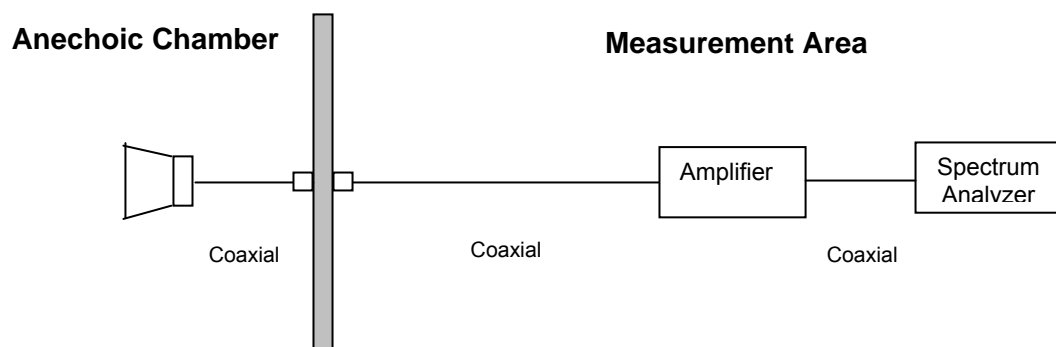 Anechoic Chamber
Measurement Area
Amplifier
Spectrum
Analyzer
Coaxial
Coaxial
Coaxial